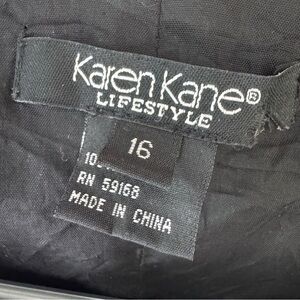 Karen Kane®
LIFESTYLE
16
RN 59168
MADE IN CHINA